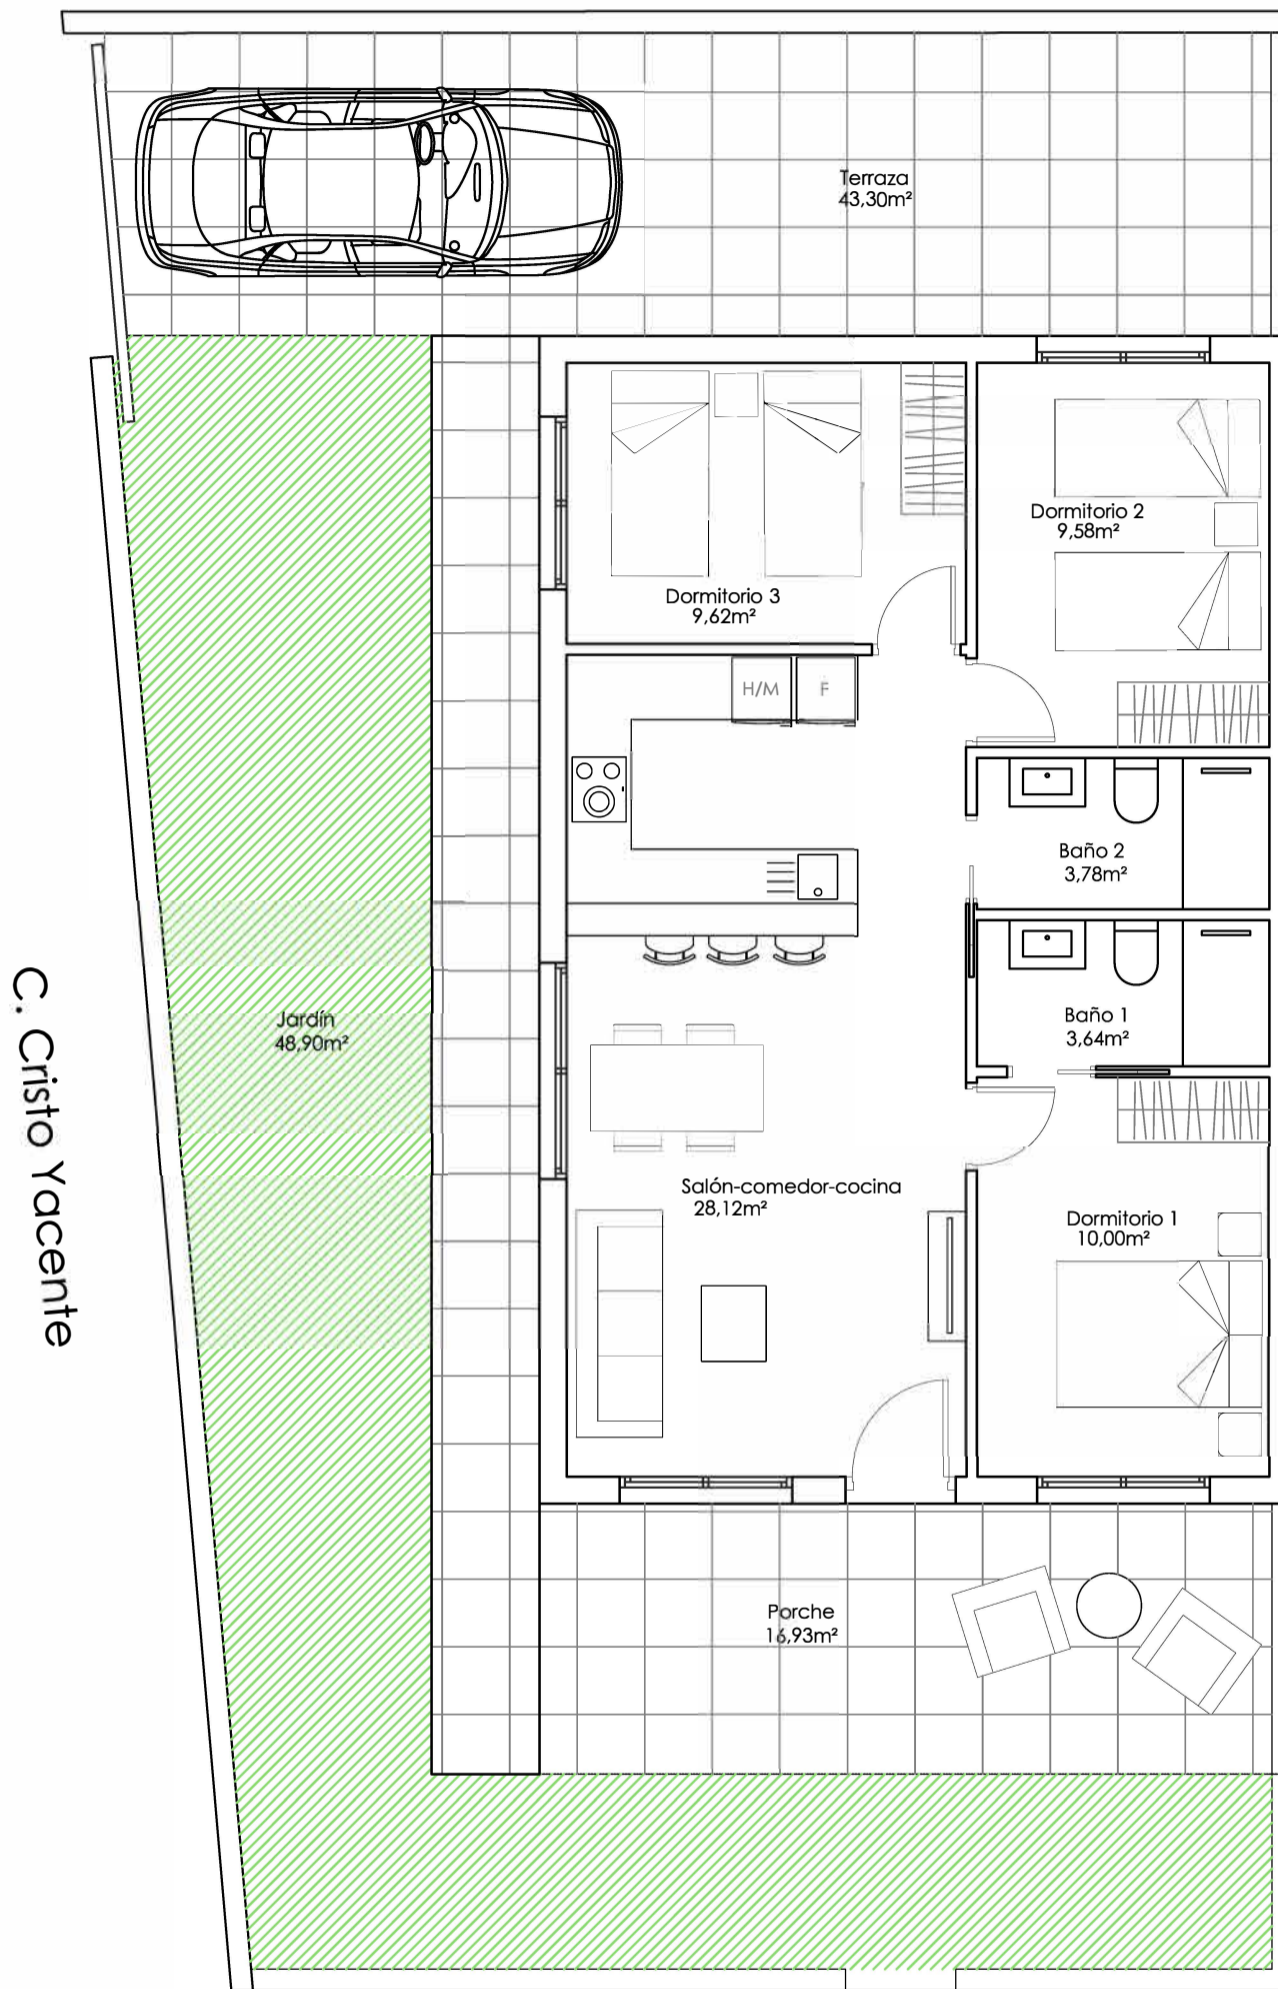 Terraza
43,30m²
Dormitorio 2
9,58m²
Dormitorio 3
9,62m²
H/M
F
Baño 2
3,78m²
Baño 1
3,64m²
Jardín
48,90m²
C. Cristo Yacente
Salón-comedor-cocina
28,12m²
Dormitorio 1
10,00m²
Porche
16,93m²